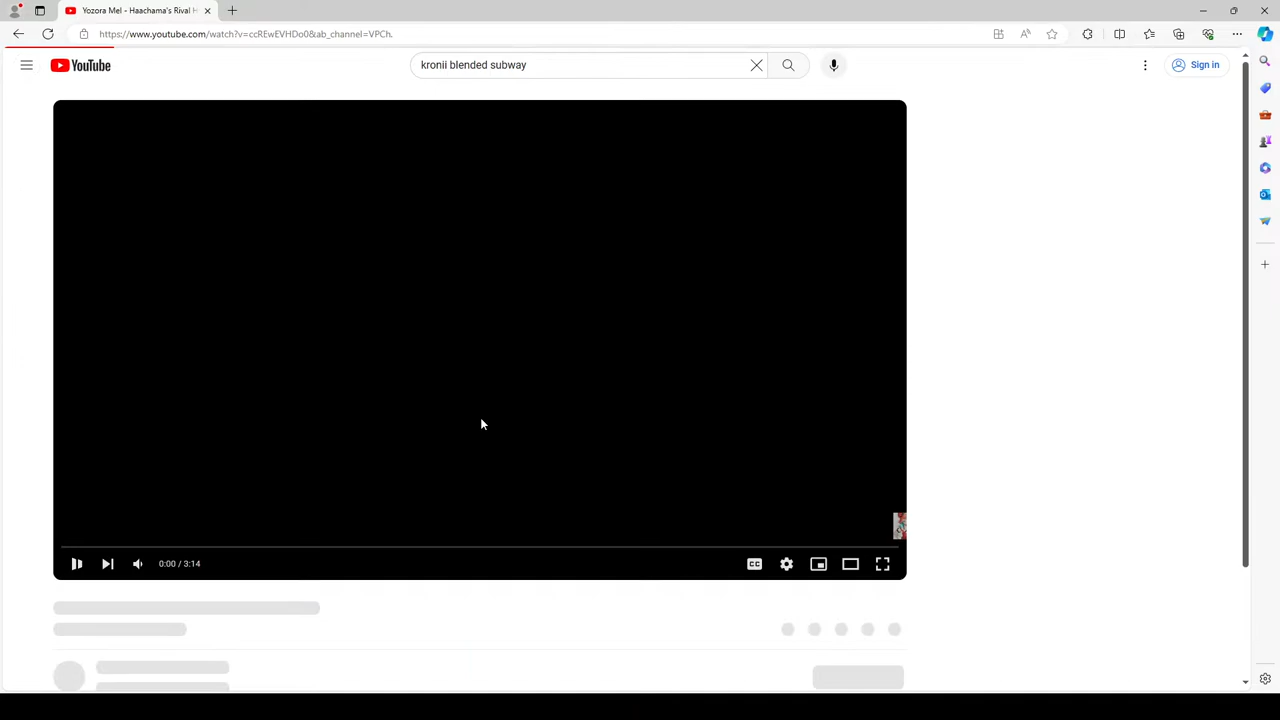 Yozora Mel - Haachama's Rival H
https://www.youtube.com/watch?v=ccREwEVHDo0&ab_channel=VPCh.
YouTube
kronii blended subway
Sign in
0:00 / 3:14
CC